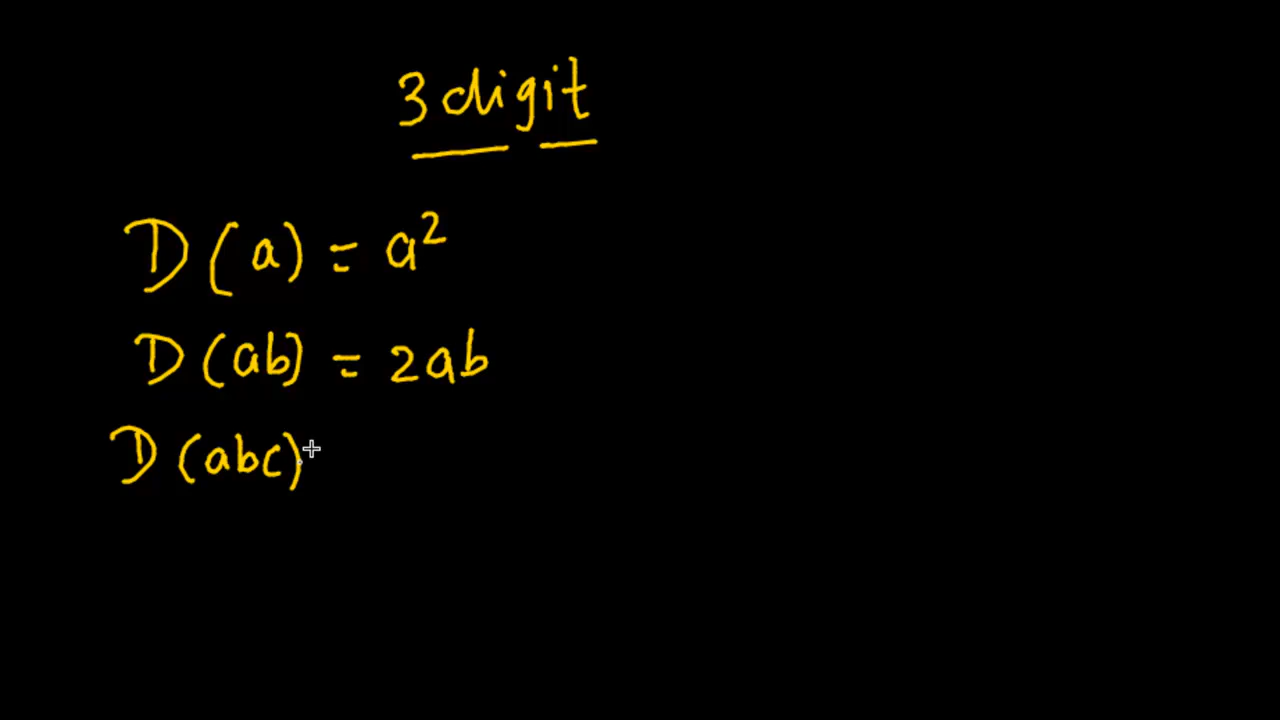 3 digit
D(a) = a²
D(ab) = 2ab
D(abc)